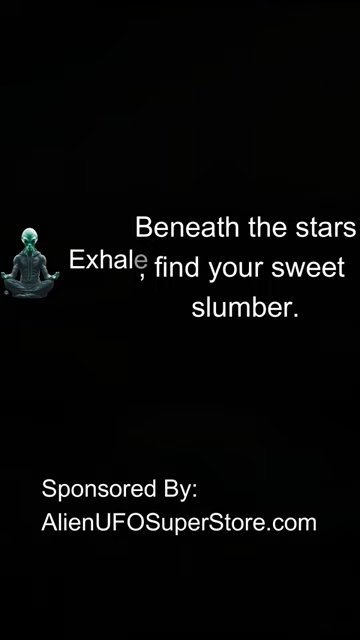 Exhale
Beneath the stars
, find your sweet
slumber.
Sponsored By:
AlienUFOSuperStore.com